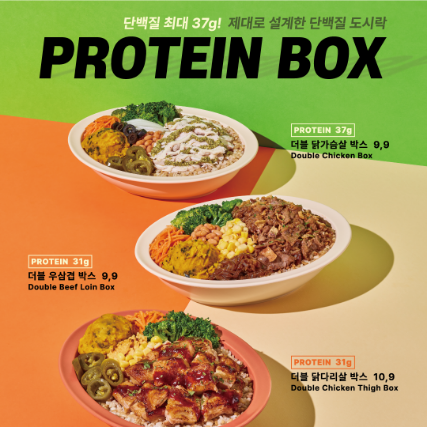 단백질 최대 37g! 제대로 설계한 단백질 도시락
PROTEIN BOX
PROTEIN 37g
더블 닭가슴살 박스 9,9
Double Chicken Box
PROTEIN 31g
더블 우삼겹 박스 9,9
Double Beef Loin Box
PROTEIN 31g
더블 닭다리살 박스 10,9
Double Chicken Thigh Box